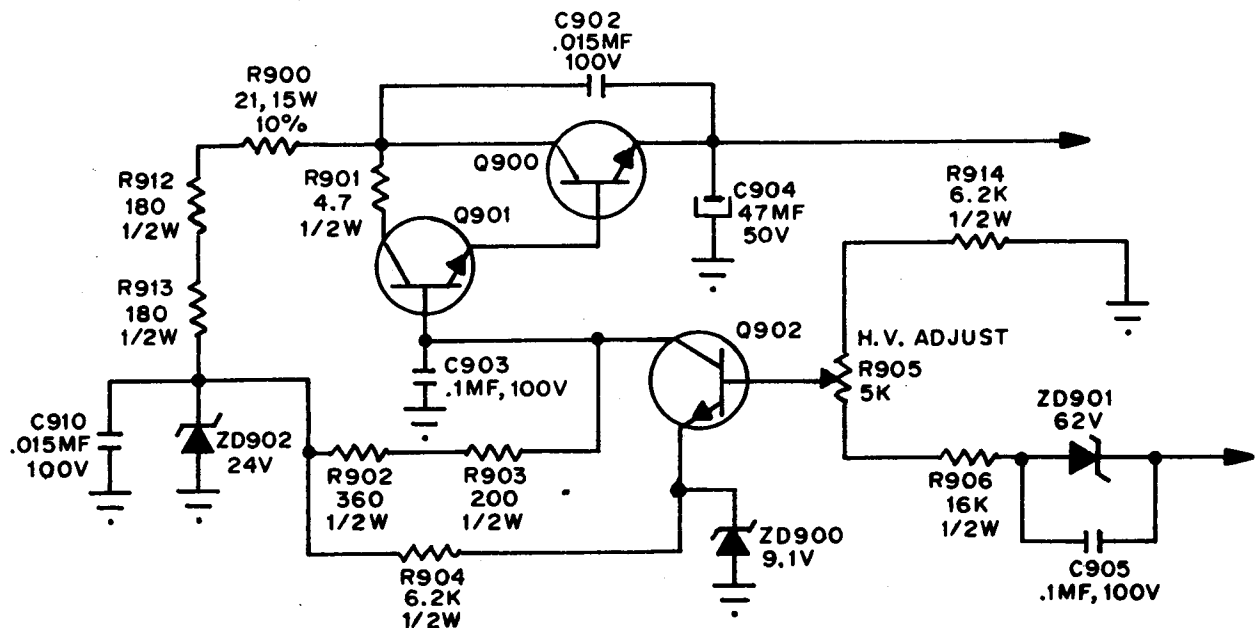 C902
.015MF
100V
R900
21, 15W
10%
Q900
R901
4.7
1/2W
Q901
R912
180
1/2W
R913
180
1/2W
C904
47MF
50V
R914
6.2K
1/2W
Q902
H.V. ADJUST
R905
5K
C903
.1MF, 100V
ZD901
62V
C910
.015MF
100V
ZD902
24V
R902
360
1/2W
R903
200
1/2W
R906
16K
1/2W
ZD900
9.1V
C905
.1MF, 100V
R904
6.2K
1/2W